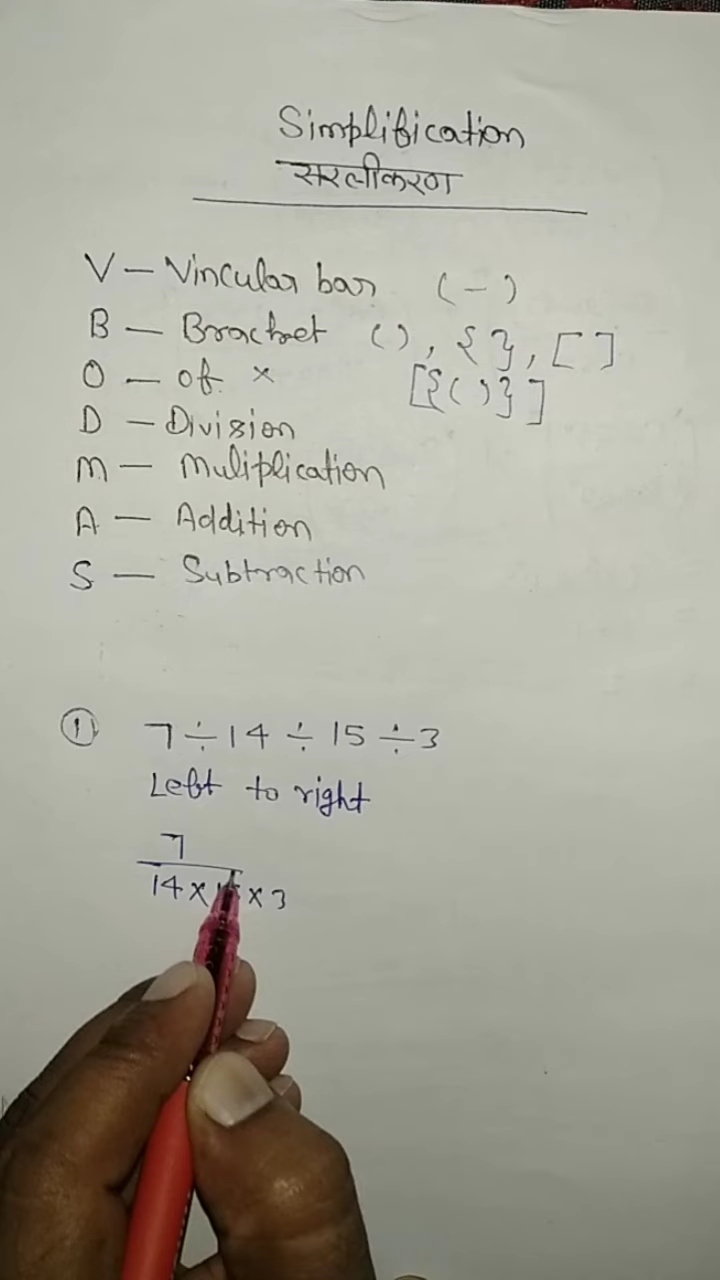 Simplification
सरलीकरण
V — Vincular bar (—)
B — Bracket (), {}, []
O — of × [{()}]
D — Division
M — Muliplication
A — Addition
S — Subtraction
① 7÷14÷15÷3
Left to right
7
14× ×3